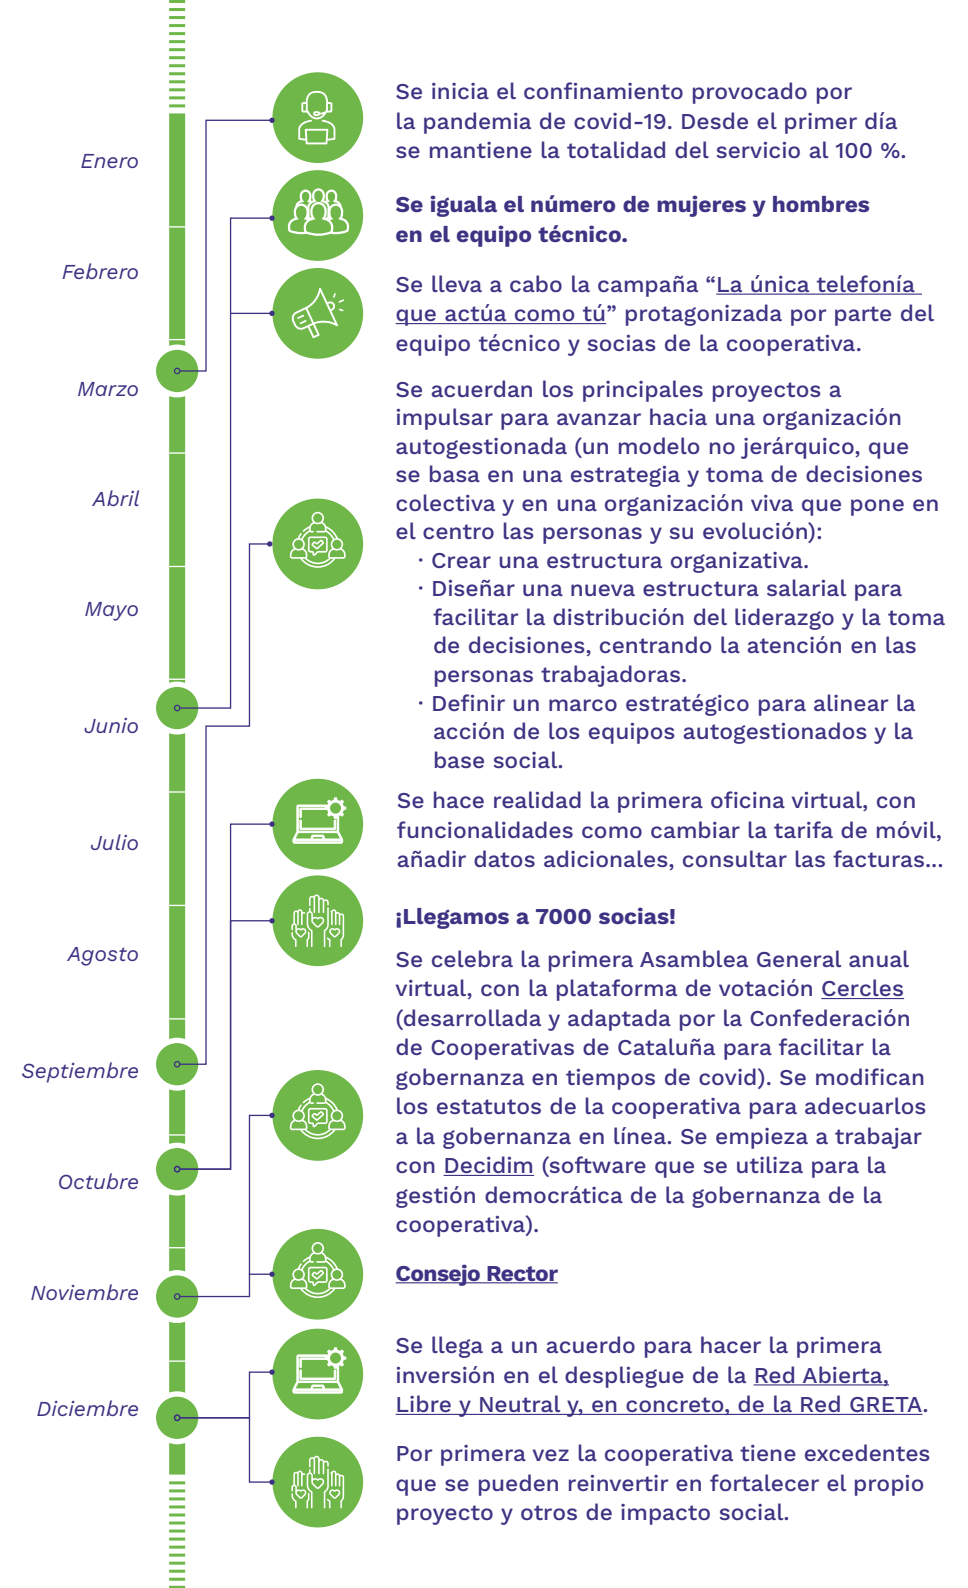 Enero
Febrero
Marzo
Abril
Mayo
Junio
Julio
Agosto
Septiembre
Octubre
Noviembre
Diciembre
Se inicia el confinamiento provocado por
la pandemia de covid-19. Desde el primer día
se mantiene la totalidad del servicio al 100 %.
Se iguala el número de mujeres y hombres
en el equipo técnico.
Se lleva a cabo la campaña “La única telefonía
que actúa como tú” protagonizada por parte del
equipo técnico y socias de la cooperativa.
Se acuerdan los principales proyectos a
impulsar para avanzar hacia una organización
autogestionada (un modelo no jerárquico, que
se basa en una estrategia y toma de decisiones
colectiva y en una organización viva que pone en
el centro las personas y su evolución):
· Crear una estructura organizativa.
· Diseñar una nueva estructura salarial para
facilitar la distribución del liderazgo y la toma
de decisiones, centrando la atención en las
personas trabajadoras.
· Definir un marco estratégico para alinear la
acción de los equipos autogestionados y la
base social.
Se hace realidad la primera oficina virtual, con
funcionalidades como cambiar la tarifa de móvil,
añadir datos adicionales, consultar las facturas...
¡Llegamos a 7000 socias!
Se celebra la primera Asamblea General anual
virtual, con la plataforma de votación Cercles
(desarrollada y adaptada por la Confederación
de Cooperativas de Cataluña para facilitar la
gobernanza en tiempos de covid). Se modifican
los estatutos de la cooperativa para adecuarlos
a la gobernanza en línea. Se empieza a trabajar
con Decidim (software que se utiliza para la
gestión democrática de la gobernanza de la
cooperativa).
Consejo Rector
Se llega a un acuerdo para hacer la primera
inversión en el despliegue de la Red Abierta,
Libre y Neutral y, en concreto, de la Red GRETA.
Por primera vez la cooperativa tiene excedentes
que se pueden reinvertir en fortalecer el propio
proyecto y otros de impacto social.